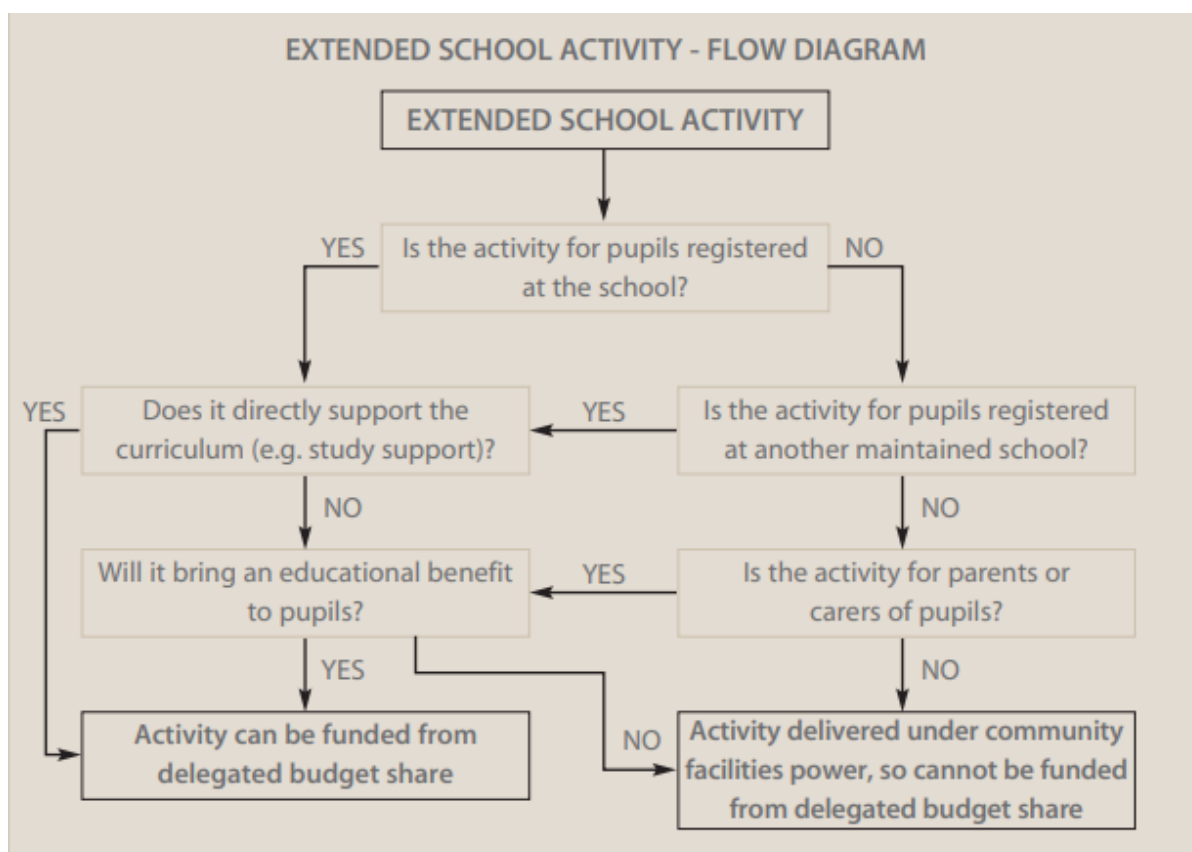 EXTENDED SCHOOL ACTIVITY - FLOW DIAGRAM
EXTENDED SCHOOL ACTIVITY
YES
Is the activity for pupils registered
at the school?
NO
YES
Does it directly support the
curriculum (e.g. study support)?
YES
Is the activity for pupils registered
at another maintained school?
NO
NO
Will it bring an educational benefit
to pupils?
YES
Is the activity for parents or
carers of pupils?
YES
NO
Activity can be funded from
delegated budget share
NO
Activity delivered under community
facilities power, so cannot be funded
from delegated budget share